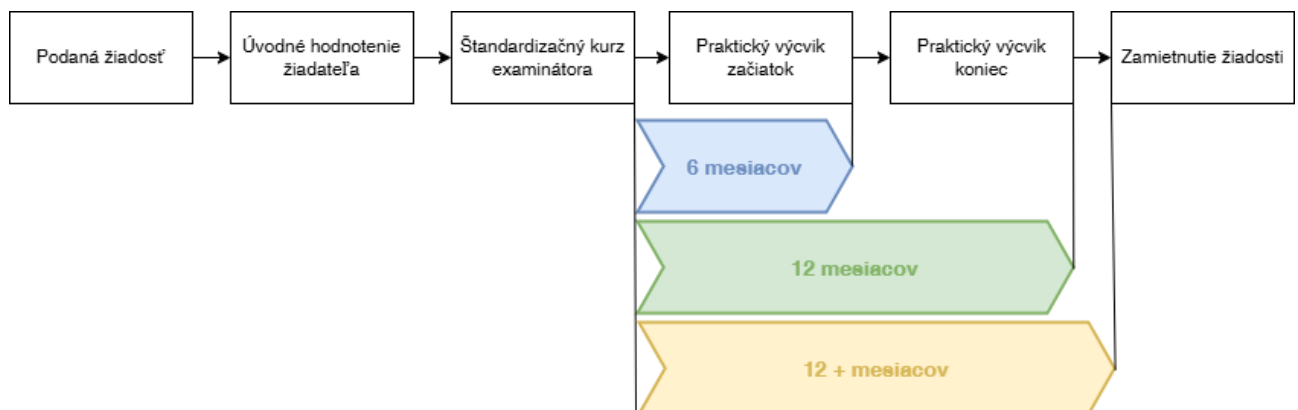 Podaná žiadosť
Úvodné hodnotenie
žiadateľa
Štandardizačný kurz
examinátora
Praktický výcvik
začiatok
Praktický výcvik
koniec
Zamietnutie žiadosti
6 mesiacov
12 mesiacov
12 + mesiacov